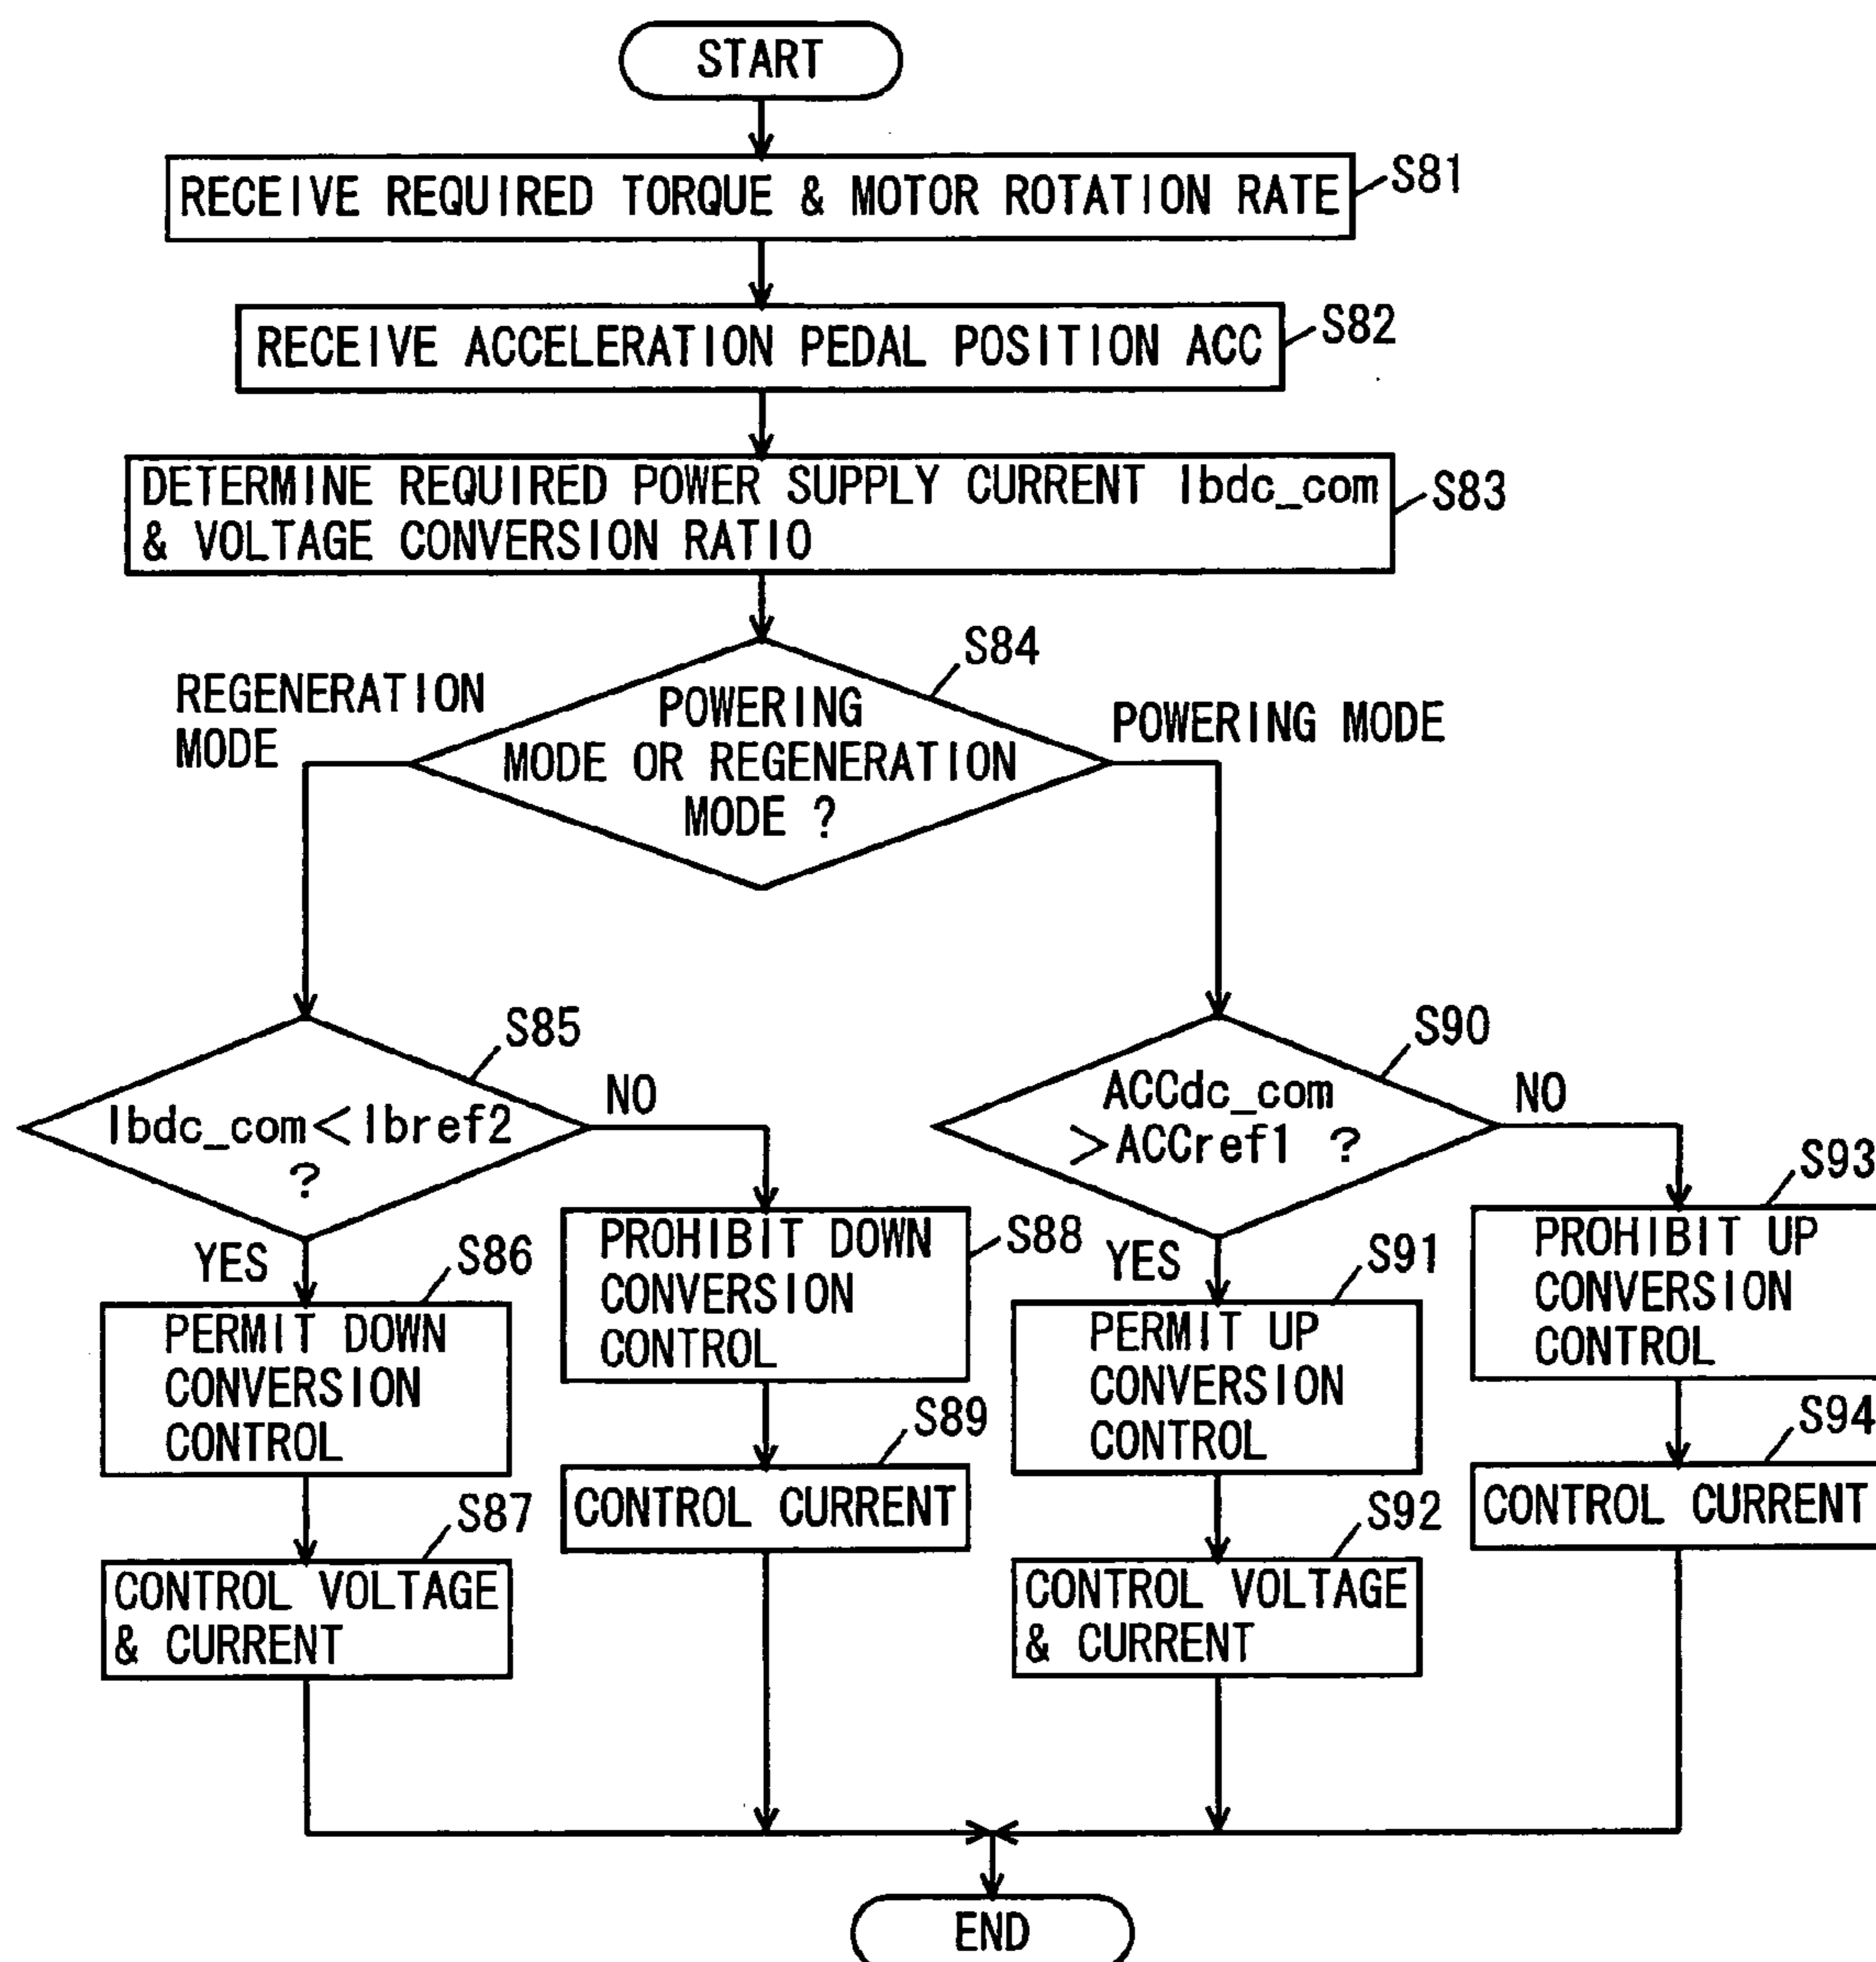 START
RECEIVE REQUIRED TORQUE & MOTOR ROTATION RATE
S81
RECEIVE ACCELERATION PEDAL POSITION ACC
S82
DETERMINE REQUIRED POWER SUPPLY CURRENT Ibdc_com
& VOLTAGE CONVERSION RATIO
S83
S84
REGENERATION
MODE
POWERING
MODE OR REGENERATION
MODE ?
POWERING MODE
S85
Ibdc_com<Ibref2
?
NO
YES
S86
PERMIT DOWN
CONVERSION
CONTROL
S87
CONTROL VOLTAGE
& CURRENT
PROHIBIT DOWN
CONVERSION
CONTROL
S88
S89
CONTROL CURRENT
S90
ACCdc_com
>ACCref1 ?
NO
YES
S91
PERMIT UP
CONVERSION
CONTROL
S92
CONTROL VOLTAGE
& CURRENT
S93
PROHIBIT UP
CONVERSION
CONTROL
S94
CONTROL CURRENT
END